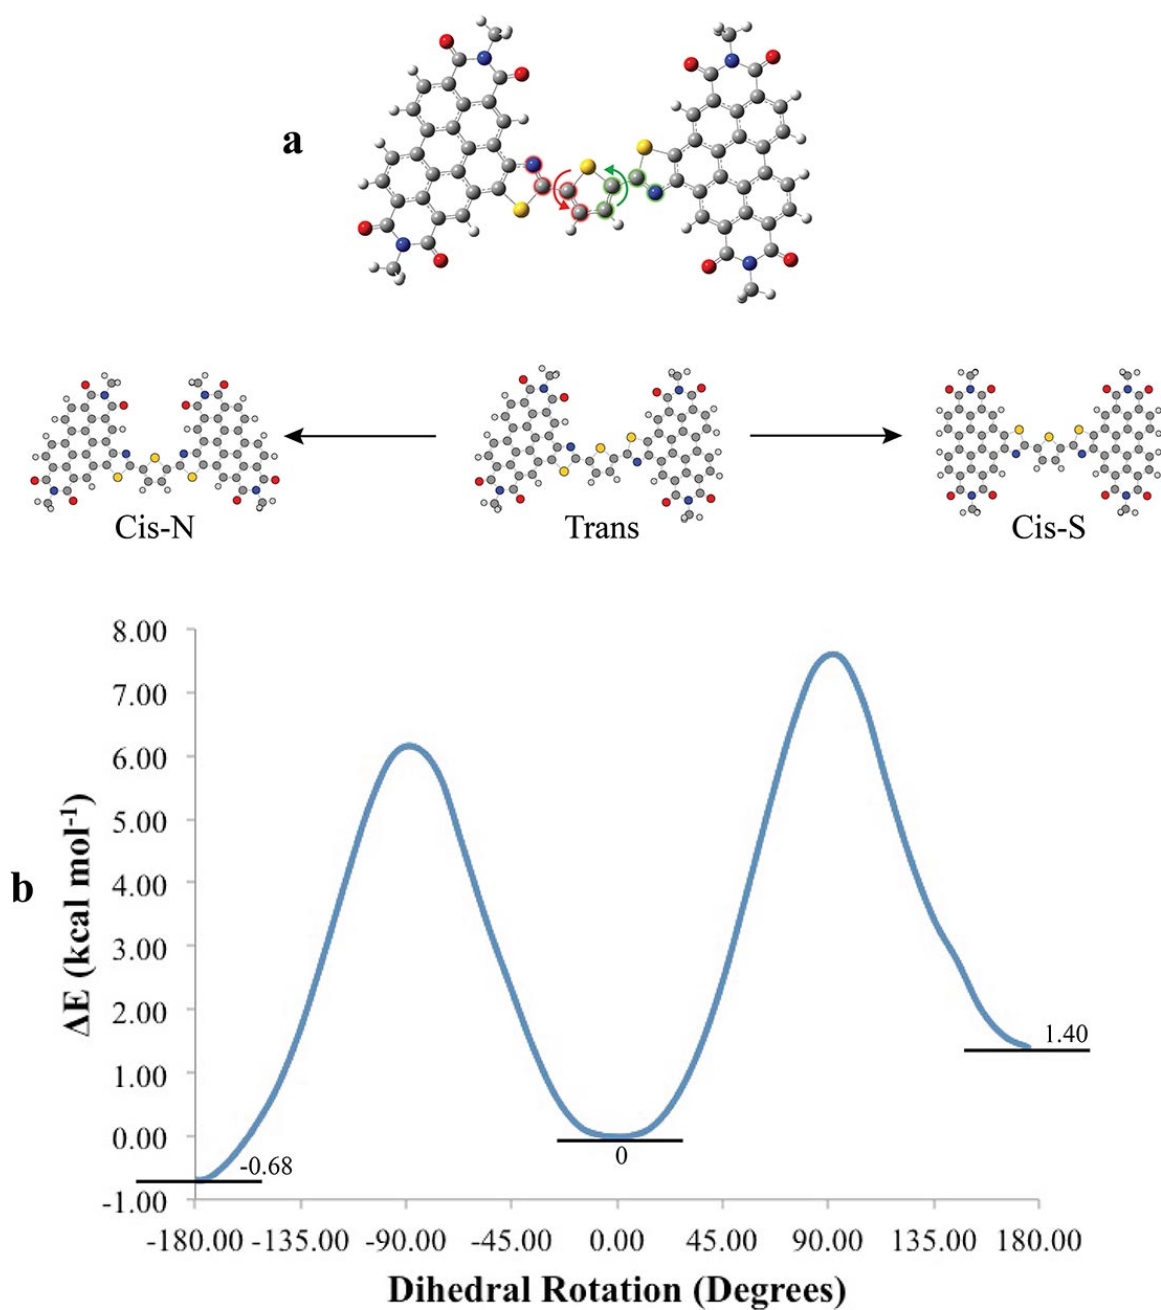 a
Cis-N
Trans
Cis-S
b
ΔE (kcal mol⁻¹)
8.00
7.00
6.00
5.00
4.00
3.00
2.00
1.00
0.00
-1.00
-0.68
0
1.40
-180.00 -135.00 -90.00 -45.00 0.00 45.00 90.00 135.00 180.00
Dihedral Rotation (Degrees)